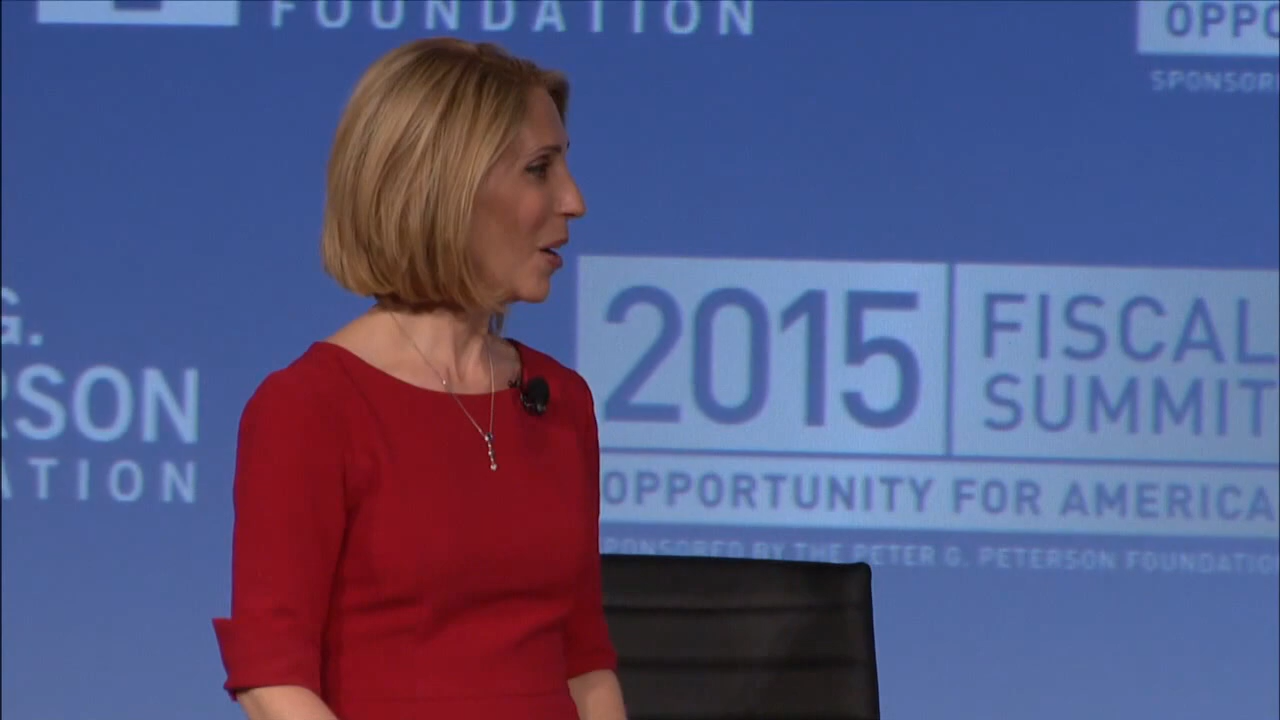 FOUNDATION
OPPO
SPONSOR
G.
RSON
ATION
2015
FISCAL
SUMMIT
OPPORTUNITY FOR AMERICA
SPONSORED BY THE PETER G. PETERSON FOUNDATION